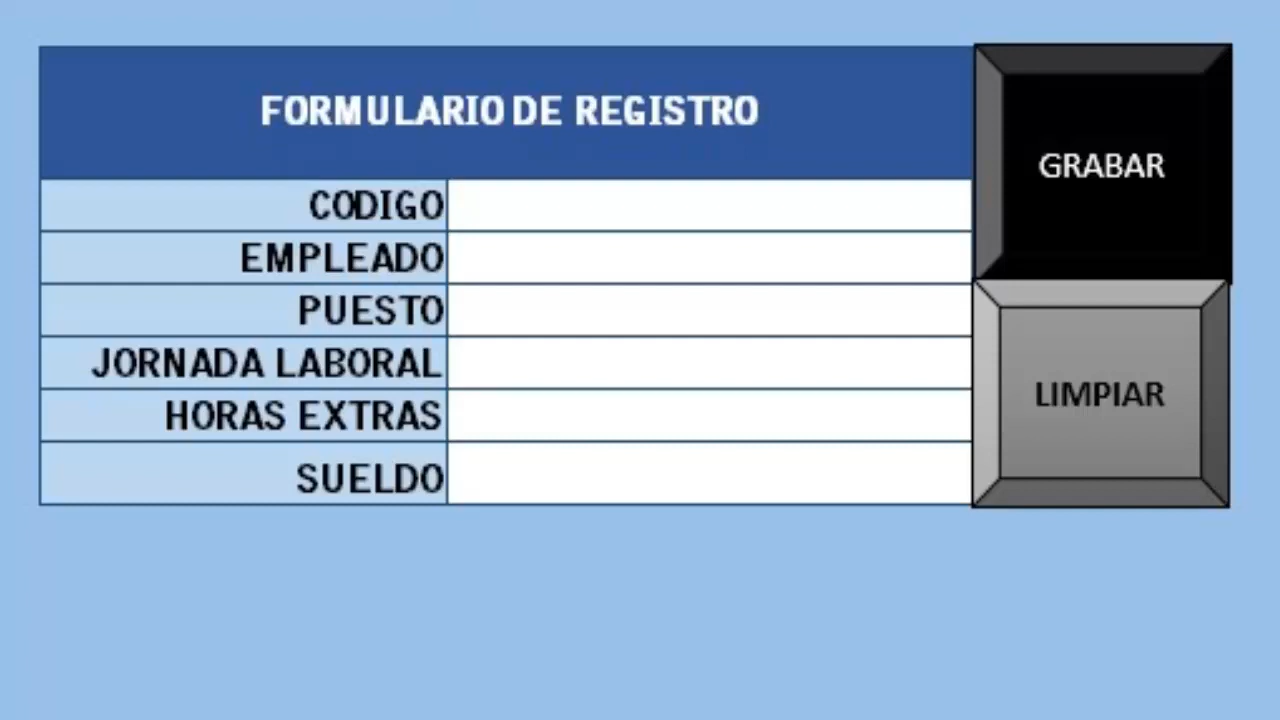 FORMULARIO DE REGISTRO
GRABAR
CODIGO
EMPLEADO
PUESTO
JORNADA LABORAL
HORAS EXTRAS
SUELDO
LIMPIAR